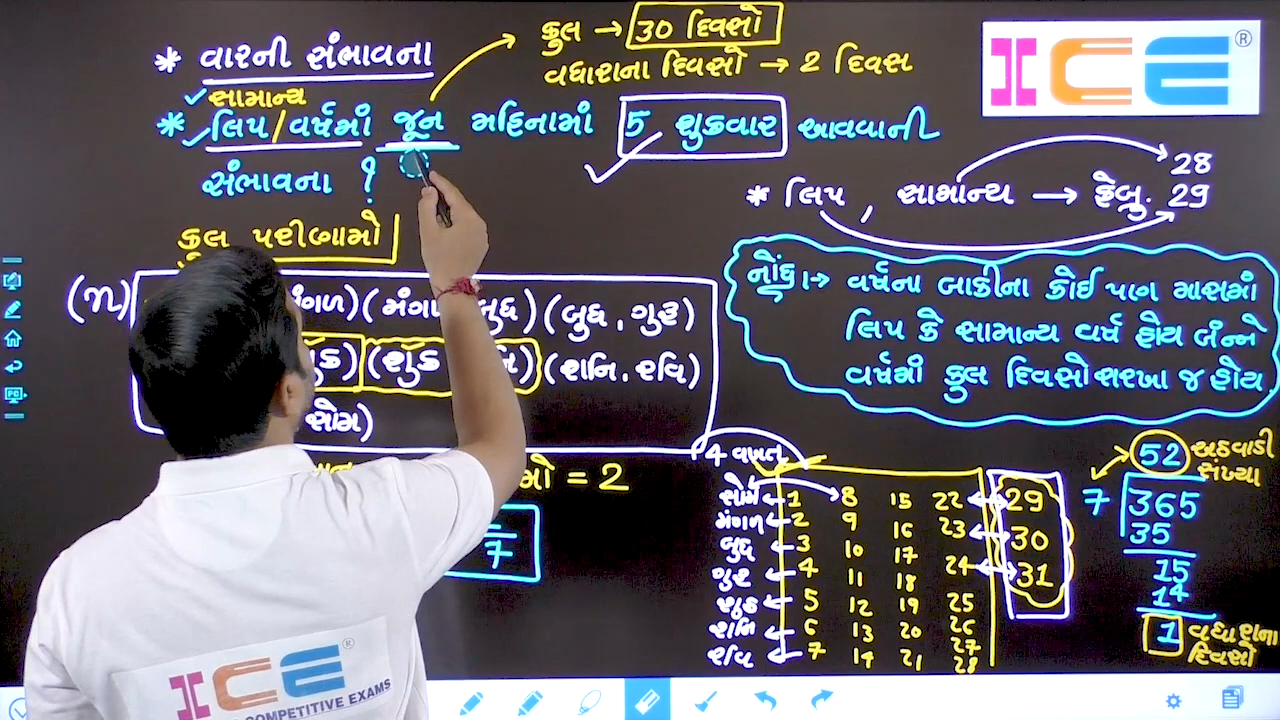 * વારની સંભાવના
કુલ → 30 દિવસો
વધારાના દિવસો → 2 દિવસ
ICE ®
સામાન્ય
* લિપ/વર્ષમાં જૂન મહિનામાં 5 શુક્રવાર આવવાની
સંભાવના ?
28
* લિપ, સામાન્ય → ફેબ્રુ. 29
કુલ પરીણામો
નોંધ :→ વર્ષના બાકીના કોઈ પણ માસમાં
લિપ કે સામાન્ય વર્ષ હોય બંન્ને
વર્ષમાં કુલ દિવસો સરખા જ હોય
(n)
(બુધ, ગુરુ)
(શનિ, રવિ)
સોમ)
= 2
7
4 વખત
સોમ ← 1 8 15 22 ↔ 29
મંગળ ← 2 9 16 23 ↔ 30
બુધ ← 3 10 17 24 ↔ 31
ગુરુ ← 4 11 18
શુક્ર ← 5 12 19 25
શનિ ← 6 13 20 26
રવિ ← 7 14 21 27
28
52 અઠવાડી
સંખ્યા
7 365
35
15
14
1 વધારાના
દિવસો
ICE ®
COMPETITIVE EXAMS